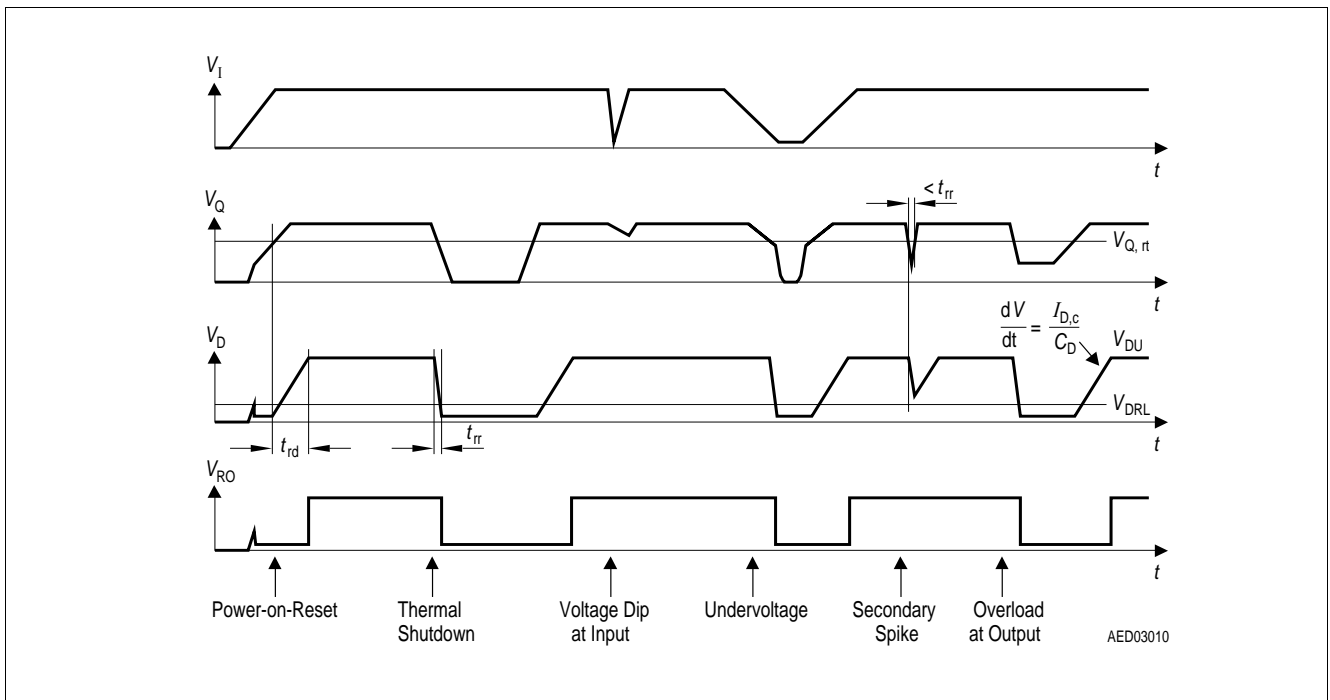 V_I
t
V_Q
< t_rr
V_Q, rt
t
V_D
dV/dt = I_D,c/C_D
V_DU
V_DRL
t_rd
t_rr
t
V_RO
t
Power-on-Reset
Thermal
Shutdown
Voltage Dip
at Input
Undervoltage
Secondary
Spike
Overload
at Output
AED03010